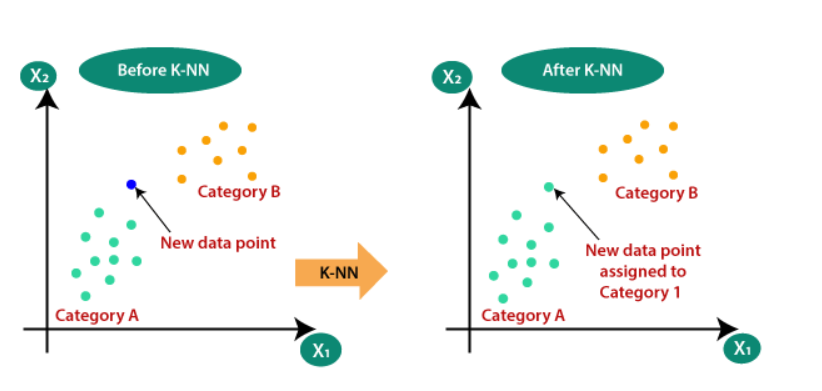 X₂
Before K-NN
Category B
New data point
Category A
X₁
K-NN
X₂
After K-NN
Category B
New data point
assigned to
Category 1
Category A
X₁